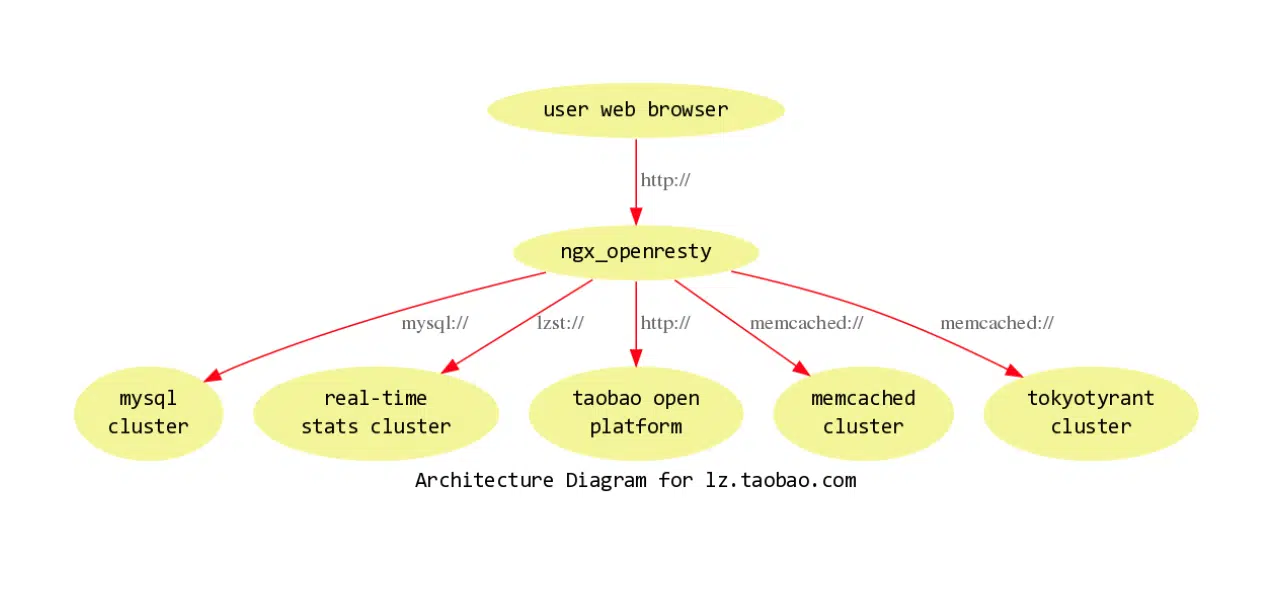 user web browser
http://
ngx_openresty
mysql://
lzst://
http://
memcached://
memcached://
mysql
cluster
real-time
stats cluster
taobao open
platform
memcached
cluster
tokyotyrant
cluster
Architecture Diagram for lz.taobao.com